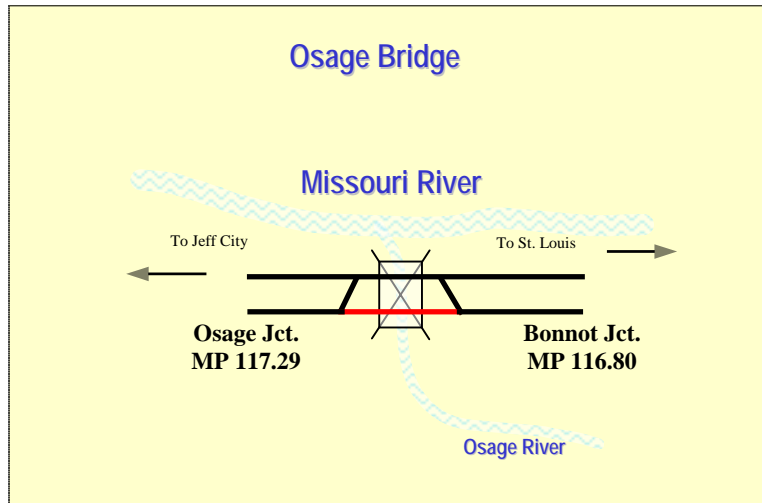 Osage Bridge
Missouri River
To Jeff City
To St. Louis
Osage Jct.
MP 117.29
Bonnot Jct.
MP 116.80
Osage River